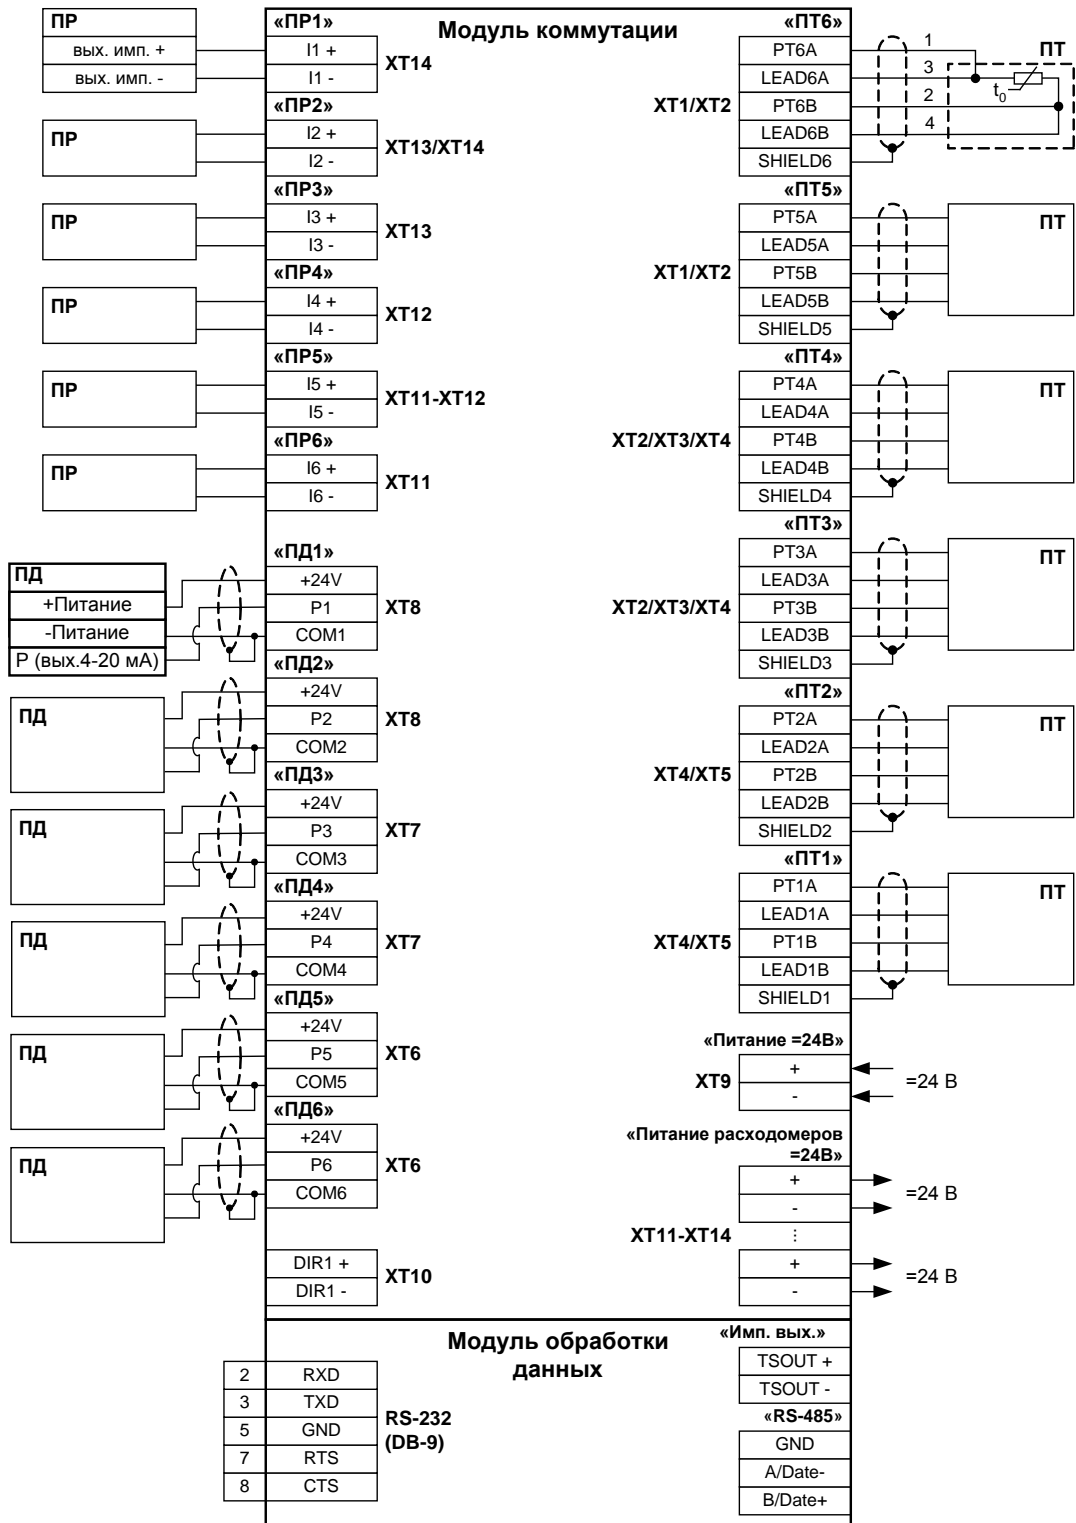 Модуль коммутации
ПР
вых. имп. +
вых. имп. -
«ПР1»
I1 +
I1 -
XT14
ПР
«ПР2»
I2 +
I2 -
XT13/XT14
ПР
«ПР3»
I3 +
I3 -
XT13
ПР
«ПР4»
I4 +
I4 -
XT12
ПР
«ПР5»
I5 +
I5 -
XT11-XT12
ПР
«ПР6»
I6 +
I6 -
XT11
ПД
+Питание
-Питание
Р (вых.4-20 мА)
«ПД1»
+24V
P1
COM1
XT8
ПД
«ПД2»
+24V
P2
COM2
XT8
ПД
«ПД3»
+24V
P3
COM3
XT7
ПД
«ПД4»
+24V
P4
COM4
XT7
ПД
«ПД5»
+24V
P5
COM5
XT6
ПД
«ПД6»
+24V
P6
COM6
XT6
DIR1 +
DIR1 -
XT10
«ПТ6»
PT6A
LEAD6A
PT6B
LEAD6B
SHIELD6
XT1/XT2
1
3
2
4
ПТ
t0
«ПТ5»
PT5A
LEAD5A
PT5B
LEAD5B
SHIELD5
XT1/XT2
ПТ
«ПТ4»
PT4A
LEAD4A
PT4B
LEAD4B
SHIELD4
XT2/XT3/XT4
ПТ
«ПТ3»
PT3A
LEAD3A
PT3B
LEAD3B
SHIELD3
XT2/XT3/XT4
ПТ
«ПТ2»
PT2A
LEAD2A
PT2B
LEAD2B
SHIELD2
XT4/XT5
ПТ
«ПТ1»
PT1A
LEAD1A
PT1B
LEAD1B
SHIELD1
XT4/XT5
ПТ
«Питание =24В»
+
-
XT9
=24 В
«Питание расходомеров
=24В»
+
-
=24 В
XT11-XT14
⋮
+
-
=24 В
Модуль обработки
данных
2 RXD
3 TXD
5 GND
7 RTS
8 CTS
RS-232
(DB-9)
«Имп. вых.»
TSOUT +
TSOUT -
«RS-485»
GND
A/Date-
B/Date+